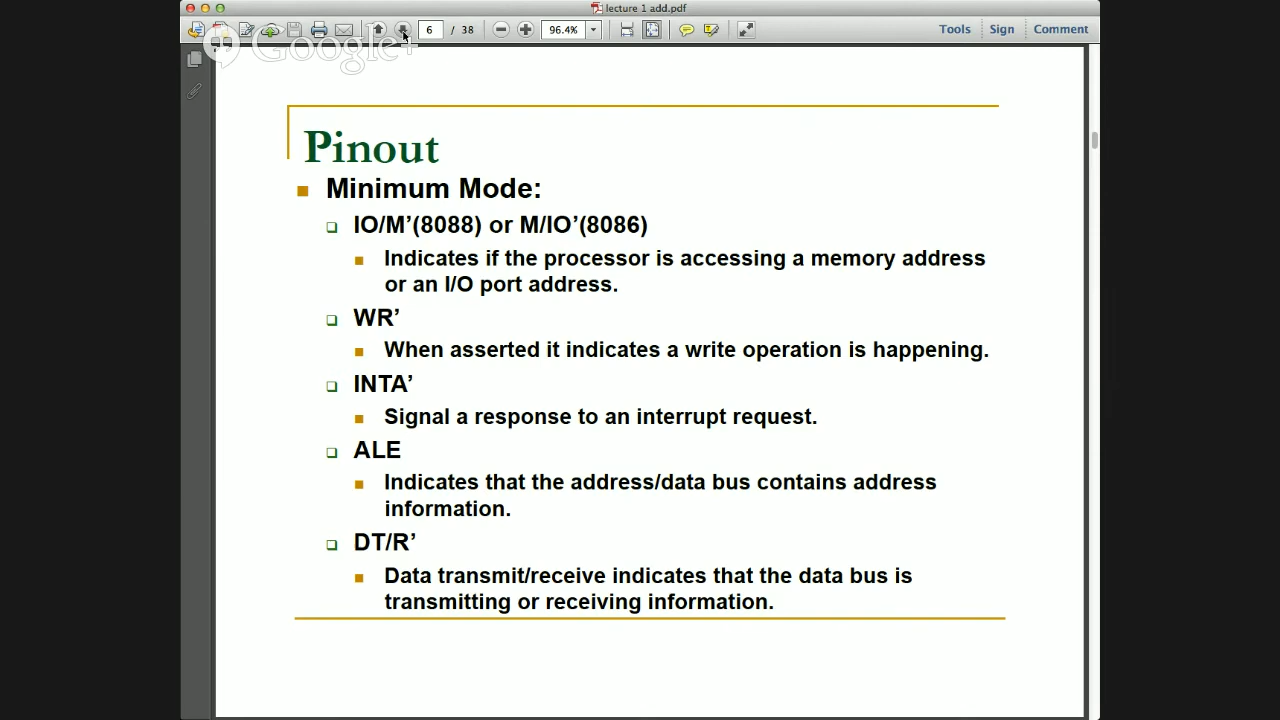 lecture 1 add.pdf
6 / 38 96.4% Tools Sign Comment
Google+
Pinout
Minimum Mode:
IO/M’(8088) or M/IO’(8086)
Indicates if the processor is accessing a memory address
or an I/O port address.
WR’
When asserted it indicates a write operation is happening.
INTA’
Signal a response to an interrupt request.
ALE
Indicates that the address/data bus contains address
information.
DT/R’
Data transmit/receive indicates that the data bus is
transmitting or receiving information.